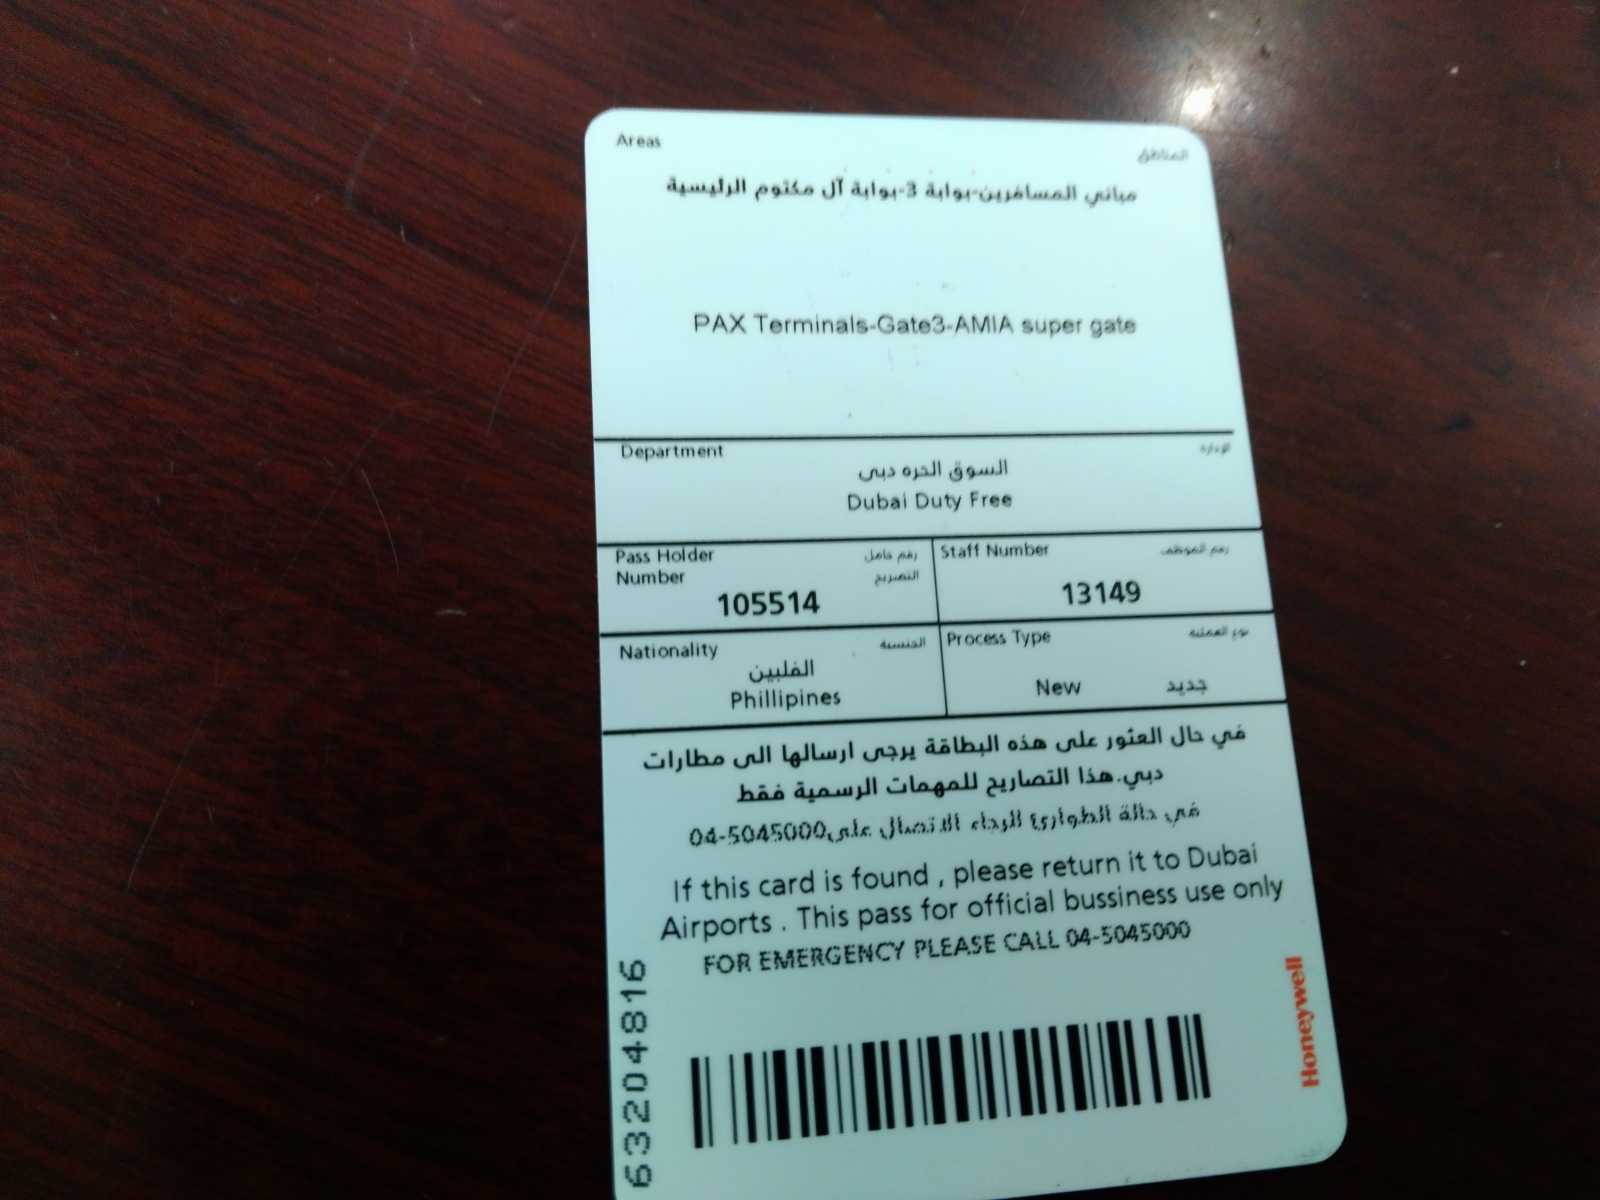 Areas المناطق
مباني المسافرين-بوابة 3-بوابة آل مكتوم الرئيسية
PAX Terminals-Gate3-AMIA super gate
Department الإدارة
السوق الحره دبي
Dubai Duty Free
Pass Holder Number رقم حامل التصريح
105514
Staff Number رقم الموظف
13149
Nationality الجنسية
الفلبين
Phillipines
Process Type نوع العملية
New جديد
في حال العثور على هذه البطاقة يرجى ارسالها الى مطارات
دبي.هذا التصاريح للمهمات الرسمية فقط
في حالة الطوارئ الرجاء الاتصال على04-5045000
If this card is found , please return it to Dubai
Airports . This pass for official bussiness use only
FOR EMERGENCY PLEASE CALL 04-5045000
63204816
Honeywell